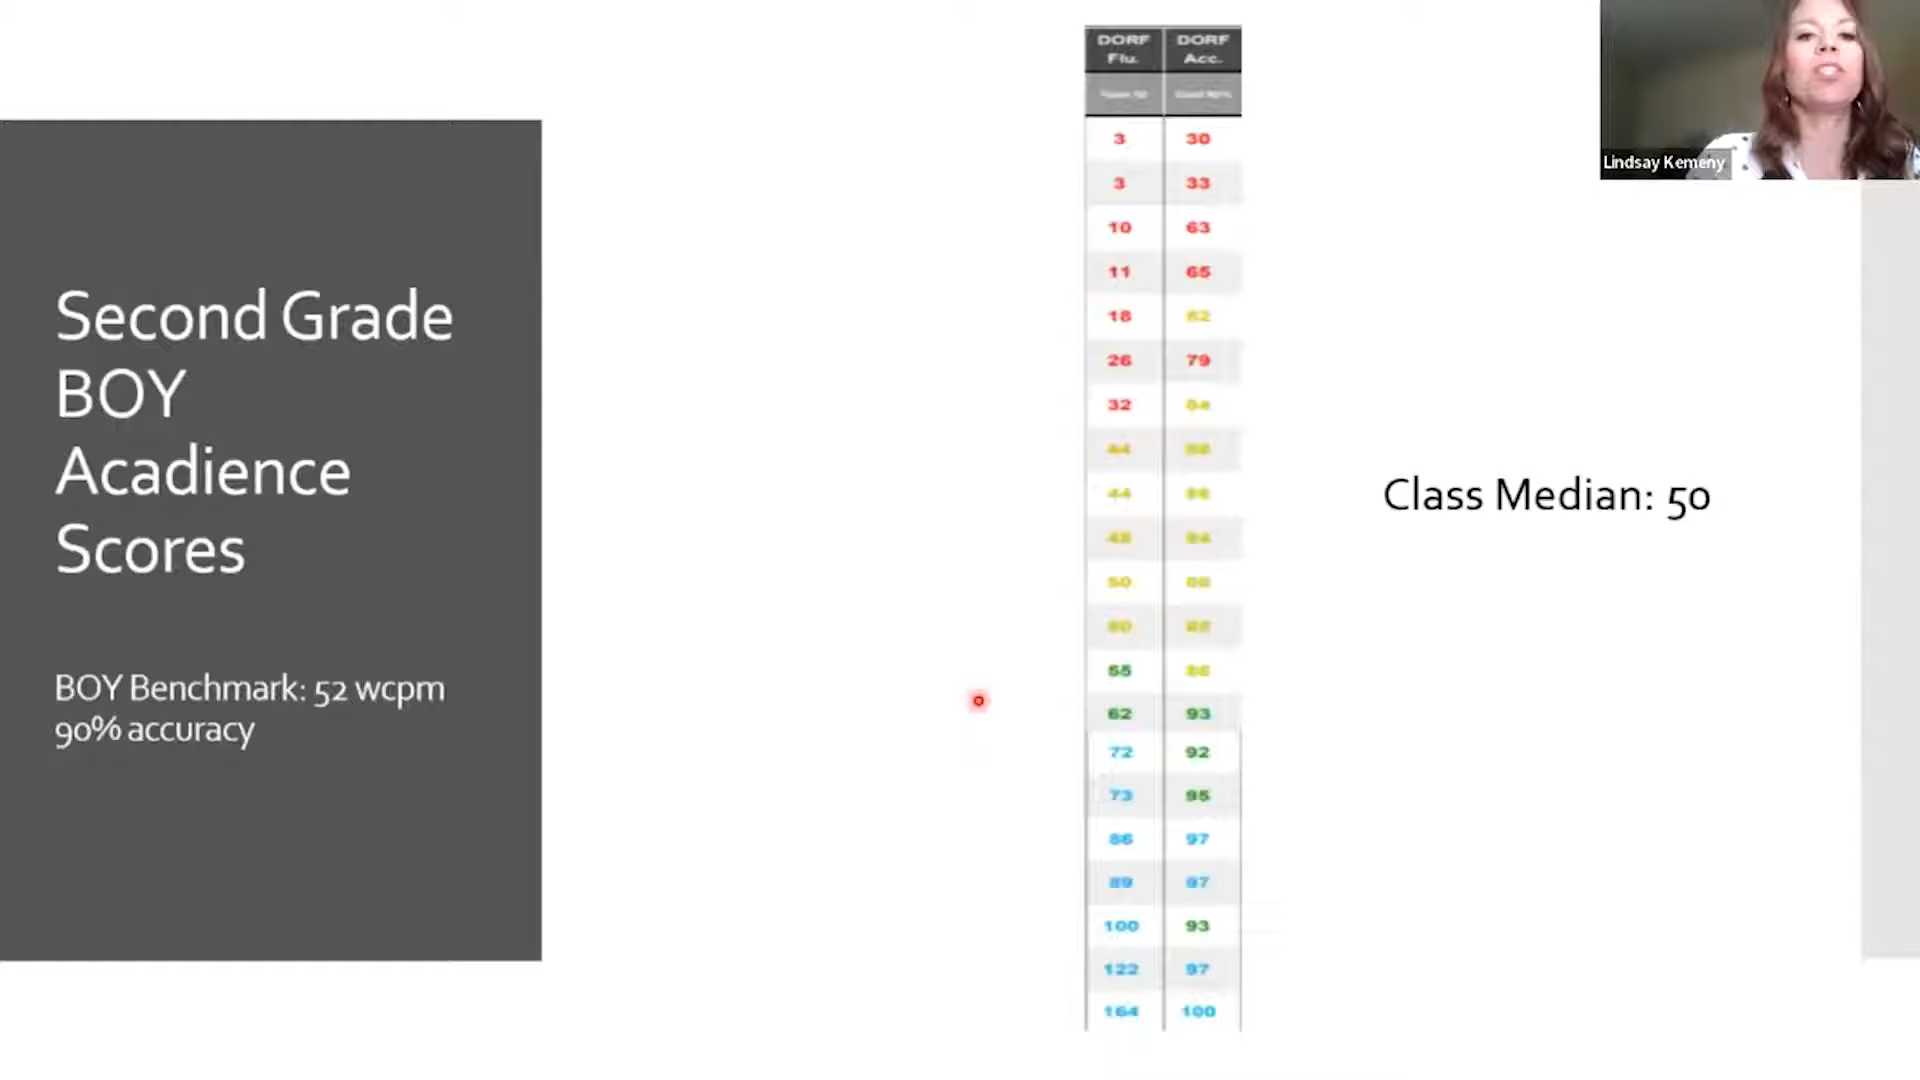 Second Grade
BOY
Acadience
Scores
BOY Benchmark: 52 wcpm
90% accuracy
DORF DORF
Flu. Acc.
3 30
3 33
10 63
11 65
18
26 79
32
44
44
50
55
62 93
72 92
73 95
86 97
89 97
100 93
122 97
164 100
Class Median: 50
Lindsay Kemeny